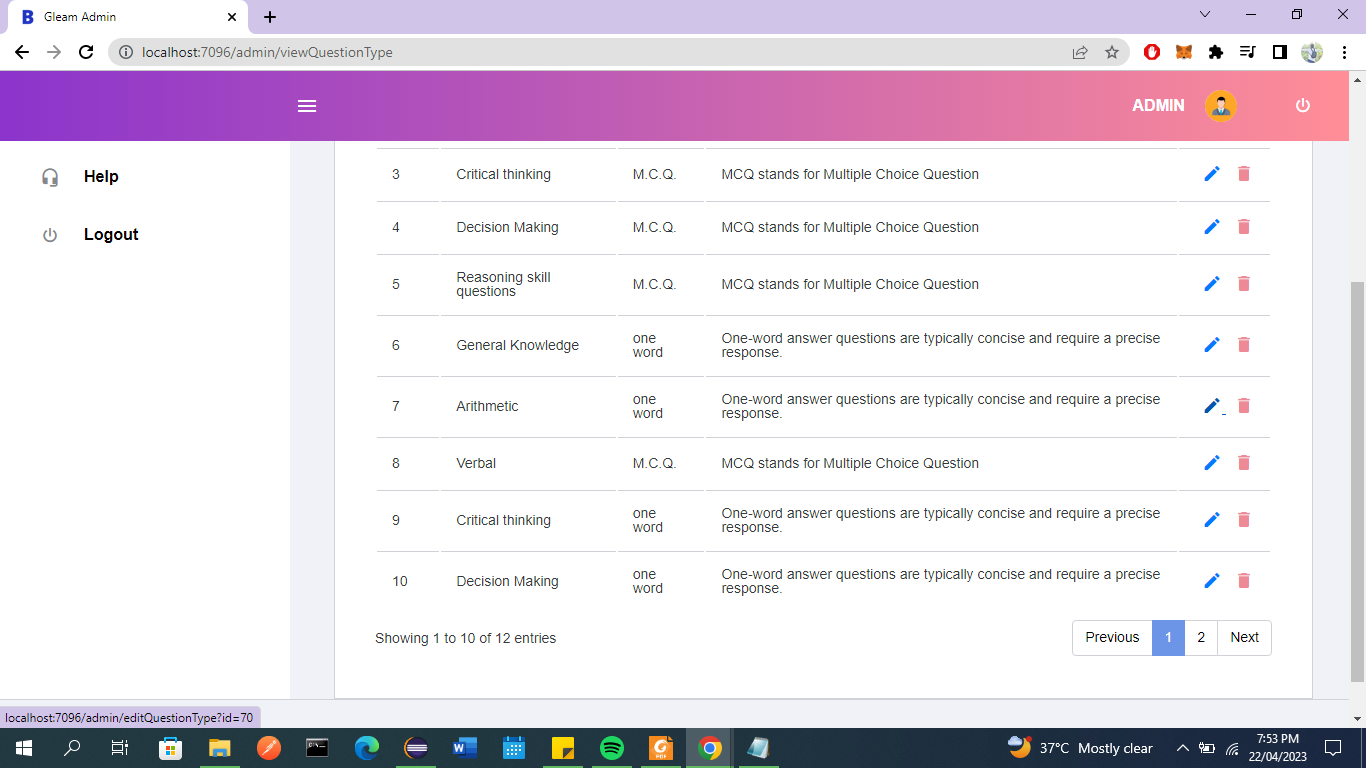 Gleam Admin
localhost:7096/admin/viewQuestionType
ADMIN
Help
Logout
3 Critical thinking M.C.Q. MCQ stands for Multiple Choice Question
4 Decision Making M.C.Q. MCQ stands for Multiple Choice Question
5 Reasoning skill questions M.C.Q. MCQ stands for Multiple Choice Question
6 General Knowledge one word One-word answer questions are typically concise and require a precise response.
7 Arithmetic one word One-word answer questions are typically concise and require a precise response.
8 Verbal M.C.Q. MCQ stands for Multiple Choice Question
9 Critical thinking one word One-word answer questions are typically concise and require a precise response.
10 Decision Making one word One-word answer questions are typically concise and require a precise response.
Showing 1 to 10 of 12 entries
Previous 1 2 Next
localhost:7096/admin/editQuestionType?id=70
37°C Mostly clear
7:53 PM
22/04/2023